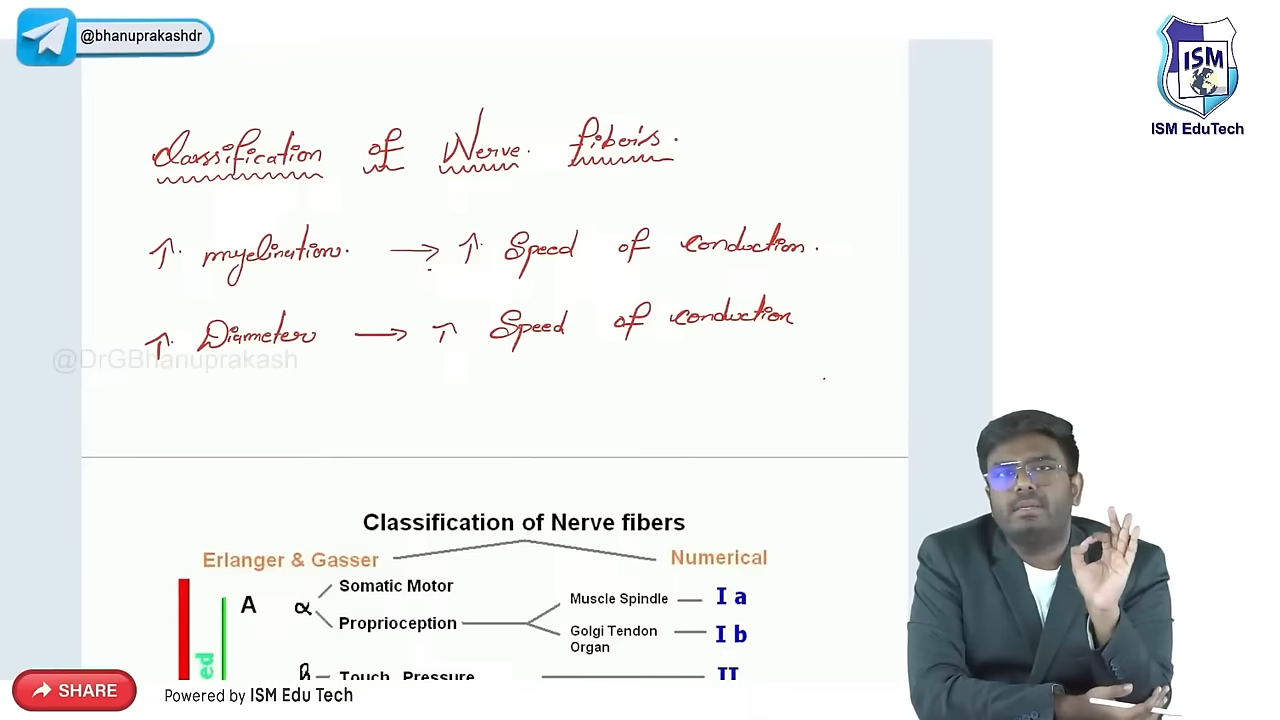 @bhanuprakashdr
ISM
ISM EduTech
Classification of Nerve fibers.
↑ myelination. → ↑ Speed of conduction.
↑ Diameter → ↑ Speed of conduction
@DrGBhanuprakash
Classification of Nerve fibers
Erlanger & Gasser Numerical
A α Somatic Motor
Muscle Spindle I a
Proprioception
Golgi Tendon Organ I b
β Touch, Pressure II
ed
SHARE
Powered by ISM Edu Tech